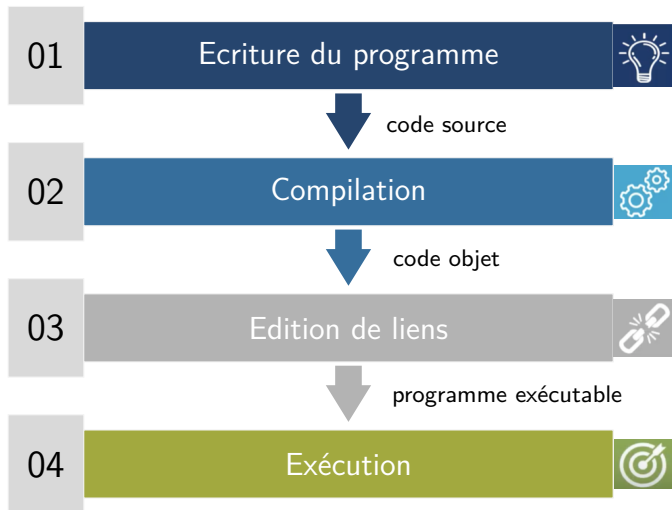 01
Ecriture du programme
code source
02
Compilation
code objet
03
Edition de liens
programme exécutable
04
Exécution